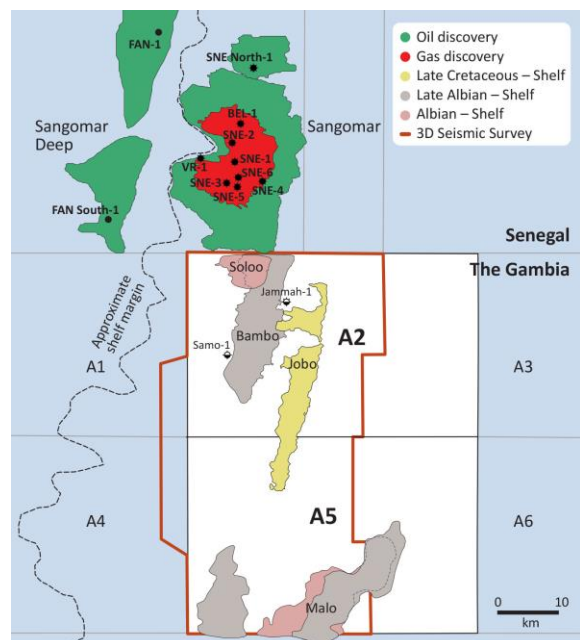 FAN-1
SNE North-1
Oil discovery
Gas discovery
Late Cretaceous – Shelf
Late Albian – Shelf
Albian – Shelf
3D Seismic Survey
BEL-1
SNE-2
Sangomar
Deep
Sangomar
VR-1
SNE-1
SNE-6
SNE-3
SNE-4
SNE-5
FAN South-1
Senegal
The Gambia
Approximate
shelf margin
Soloo
Jammah-1
Bambo
A2
Samo-1
Jobo
A1
A3
A5
A4
A6
Malo
0 10
km